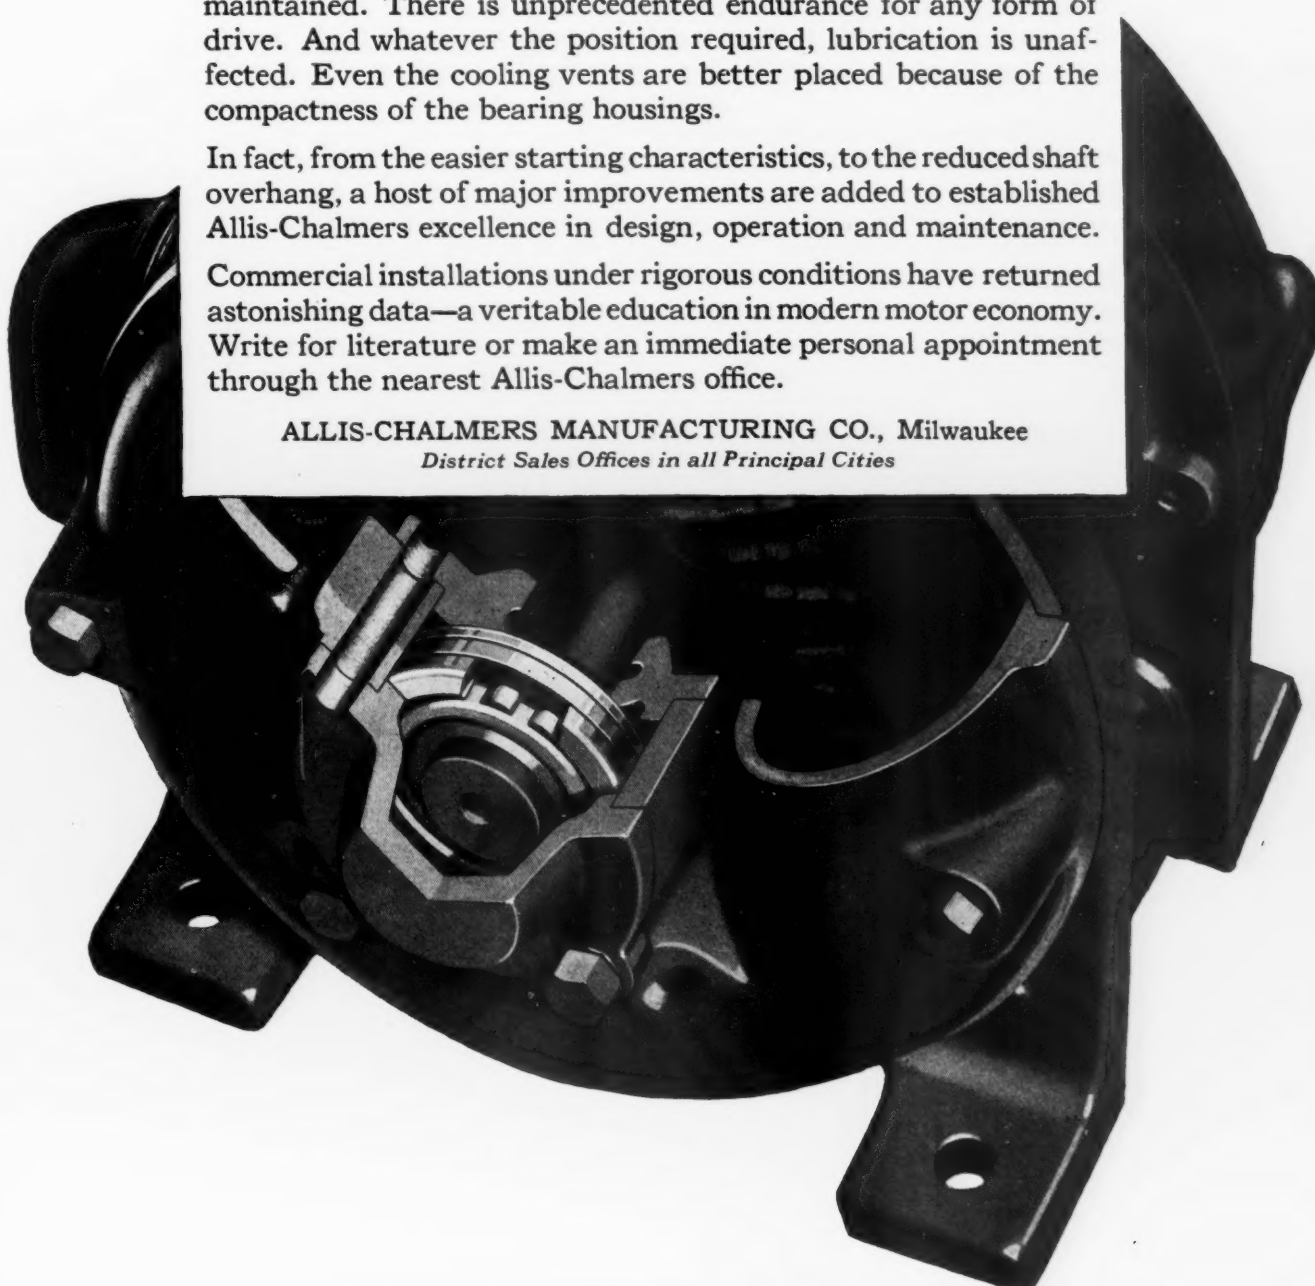 maintained. There is unprecedented endurance for any form of
drive. And whatever the position required, lubrication is unaf-
fected. Even the cooling vents are better placed because of the
compactness of the bearing housings.
In fact, from the easier starting characteristics, to the reduced shaft
overhang, a host of major improvements are added to established
Allis-Chalmers excellence in design, operation and maintenance.
Commercial installations under rigorous conditions have returned
astonishing data—a veritable education in modern motor economy.
Write for literature or make an immediate personal appointment
through the nearest Allis-Chalmers office.
ALLIS-CHALMERS MANUFACTURING CO., Milwaukee
District Sales Offices in all Principal Cities